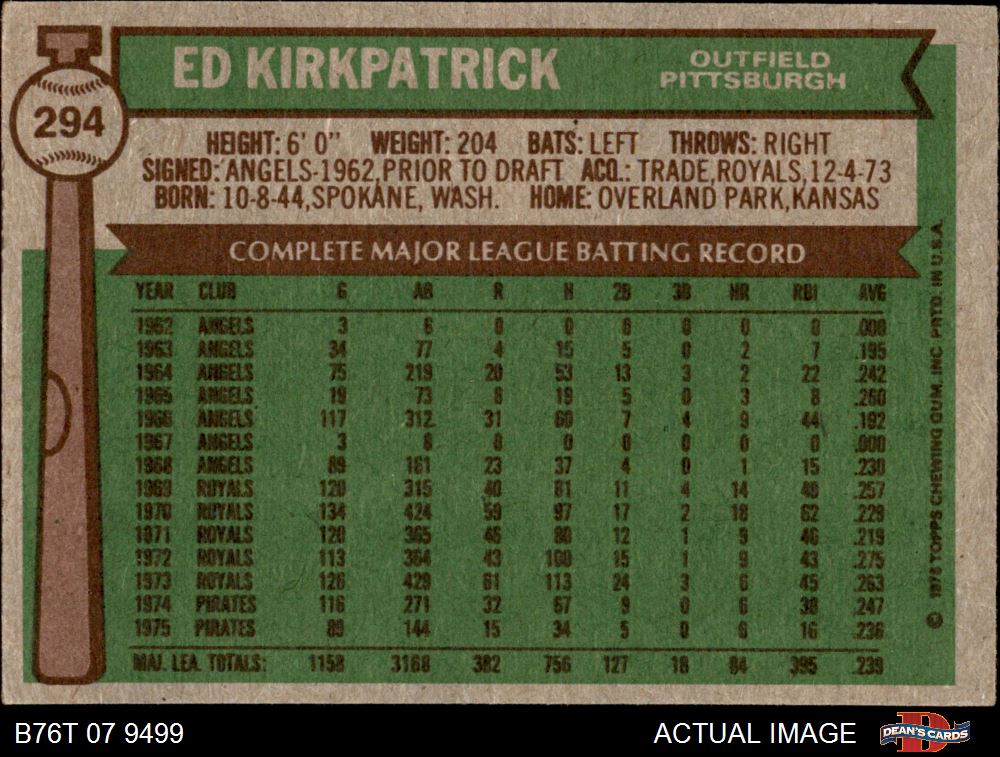 294
ED KIRKPATRICK
OUTFIELD
PITTSBURGH
HEIGHT: 6' 0" WEIGHT: 204 BATS: LEFT THROWS: RIGHT
SIGNED: ANGELS-1962, PRIOR TO DRAFT ACQ.: TRADE, ROYALS, 12-4-73
BORN: 10-8-44, SPOKANE, WASH. HOME: OVERLAND PARK, KANSAS
COMPLETE MAJOR LEAGUE BATTING RECORD
YEAR CLUB G AB R H 2B 3B HR RBI AVG
1962 ANGELS 3 6 0 0 0 0 0 0 .000
1963 ANGELS 34 77 4 15 5 0 2 7 .195
1964 ANGELS 75 219 20 53 13 3 2 22 .242
1965 ANGELS 19 73 8 19 5 0 3 8 .260
1966 ANGELS 117 312 31 60 7 4 9 44 .192
1967 ANGELS 3 8 0 0 0 0 0 0 .000
1968 ANGELS 89 161 23 37 4 0 1 15 .230
1969 ROYALS 120 315 40 81 11 4 14 49 .257
1970 ROYALS 134 424 59 97 17 2 18 62 .229
1971 ROYALS 120 365 46 80 12 1 9 46 .219
1972 ROYALS 113 364 43 100 15 1 9 43 .275
1973 ROYALS 126 429 61 113 24 3 6 45 .263
1974 PIRATES 116 271 32 67 9 0 6 38 .247
1975 PIRATES 89 144 15 34 5 0 6 16 .236
MAJ. LEA. TOTALS: 1158 3168 382 756 127 18 84 395 .239
© 1976 TOPPS CHEWING GUM, INC. PRTD. IN U.S.A.
B76T 07 9499
ACTUAL IMAGE
D
DEAN'S CARDS